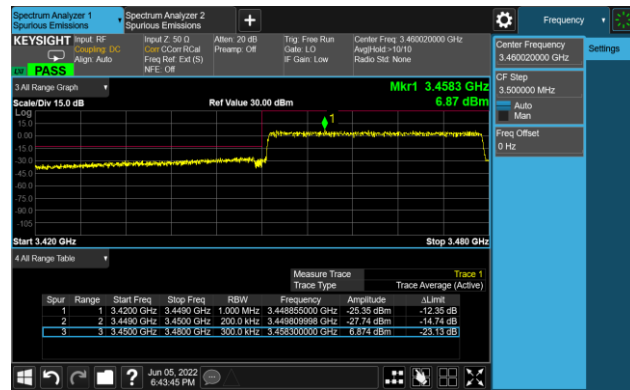 Spectrum Analyzer 1
Spurious Emissions
Spectrum Analyzer 2
Spurious Emissions
Frequency
KEYSIGHT
Input: RF
Coupling: DC
Align: Auto
Input Z: 50 Ω
Corr CCorr RCal
Freq Ref: Ext (S)
NFE: Off
Atten: 20 dB
Preamp: Off
Trig: Free Run
Gate: LO
IF Gain: Low
Center Freq: 3.460020000 GHz
Avg|Hold:>10/10
Radio Std: None
PASS
Center Frequency
3.460020000 GHz
Settings
CF Step
3.500000 MHz
Auto
Man
Freq Offset
0 Hz
3 All Range Graph
Mkr1 3.4583 GHz
6.87 dBm
Scale/Div 15.0 dB
Ref Value 30.00 dBm
Log
15.0
0.00
-15.0
-30.0
-45.0
-60.0
-75.0
-90.0
-105
1
Start 3.420 GHz
Stop 3.480 GHz
4 All Range Table
Measure Trace Trace 1
Trace Type Trace Average (Active)
Spur Range Start Freq Stop Freq RBW Frequency Amplitude ΔLimit
1 1 3.4200 GHz 3.4490 GHz 1.000 MHz 3.448855000 GHz -25.35 dBm -12.35 dB
2 2 3.4490 GHz 3.4500 GHz 200.0 kHz 3.449809998 GHz -27.74 dBm -14.74 dB
3 3 3.4500 GHz 3.4800 GHz 300.0 kHz 3.458300000 GHz 6.874 dBm -23.13 dB
Jun 05, 2022
6:43:45 PM